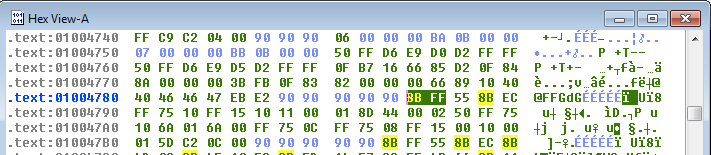 Hex View-A
.text:01004740 FF C9 C2 04 00 90 90 90 06 00 00 00 BA 0B 00 00
.text:01004750 07 00 00 00 BB 0B 00 00 50 FF D6 E9 D0 D2 FF FF
.text:01004760 50 FF D6 E9 D5 D2 FF FF 0F B7 16 66 85 D2 0F 84
.text:01004770 8A 00 00 00 3B FB 0F 83 82 00 00 00 66 89 10 40
.text:01004780 40 46 46 47 EB E2 90 90 90 90 90 8B FF 55 8B EC @FFGdGÉÉÉÉÉï Uï8
.text:01004790 FF 75 10 FF 15 10 11 00 01 8D 44 00 02 50 FF 75
.text:010047A0 10 6A 01 6A 00 FF 75 0C FF 75 08 FF 15 00 10 00
.text:010047B0 01 5D C2 0C 00 90 90 90 90 90 8B FF 55 8B EC 8B